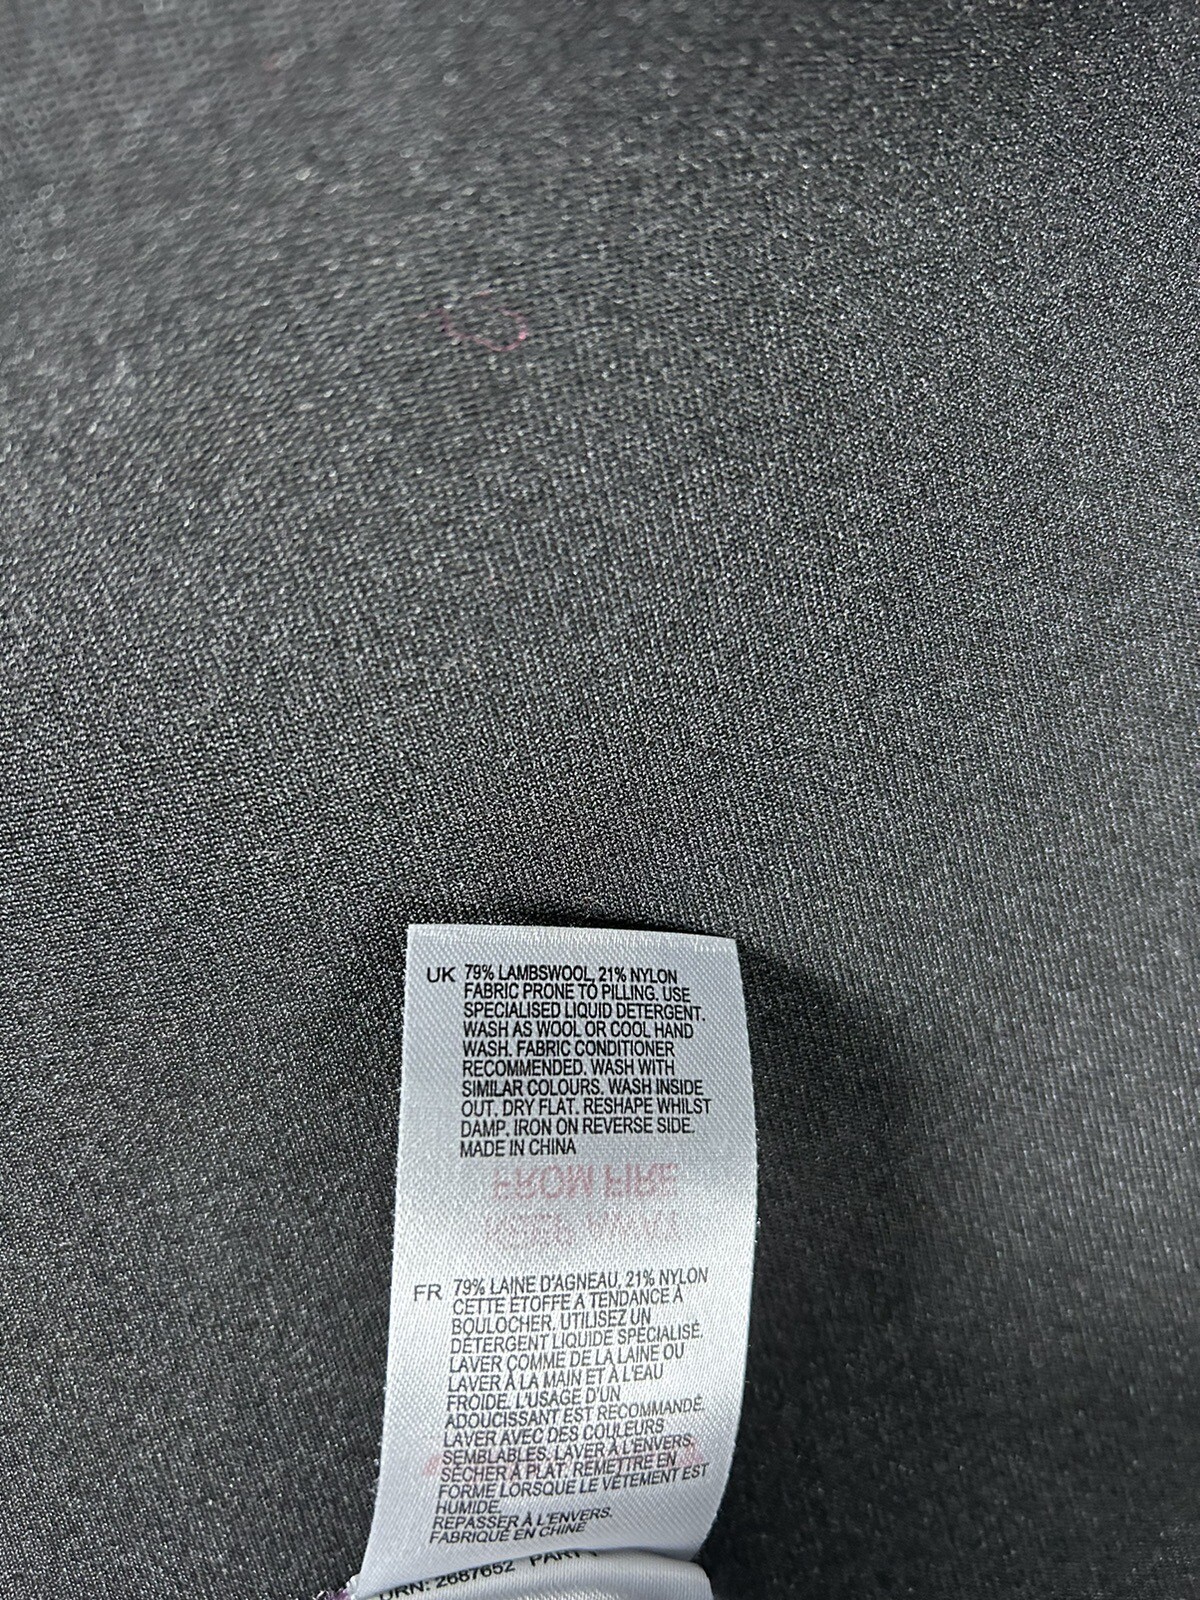 UK 79% LAMBSWOOL, 21% NYLON
FABRIC PRONE TO PILLING. USE
SPECIALISED LIQUID DETERGENT.
WASH AS WOOL OR COOL HAND
WASH. FABRIC CONDITIONER
RECOMMENDED. WASH WITH
SIMILAR COLOURS. WASH INSIDE
OUT. DRY FLAT. RESHAPE WHILST
DAMP. IRON ON REVERSE SIDE.
MADE IN CHINA
FROM FIRE
FR 79% LAINE D'AGNEAU, 21% NYLON
CETTE ÉTOFFE A TENDANCE À
BOULOCHER. UTILISEZ UN
DÉTERGENT LIQUIDE SPÉCIALISÉ.
LAVER COMME DE LA LAINE OU
LAVER À LA MAIN ET À L'EAU
FROIDE. L'USAGE D'UN
ADOUCISSANT EST RECOMMANDÉ.
LAVER AVEC DES COULEURS
SEMBLABLES. LAVER À L'ENVERS.
SÉCHER À PLAT. REMETTRE EN
FORME LORSQUE LE VÊTEMENT EST
HUMIDE.
REPASSER À L'ENVERS.
FABRIQUÉ EN CHINE
URN: 2687652 PART